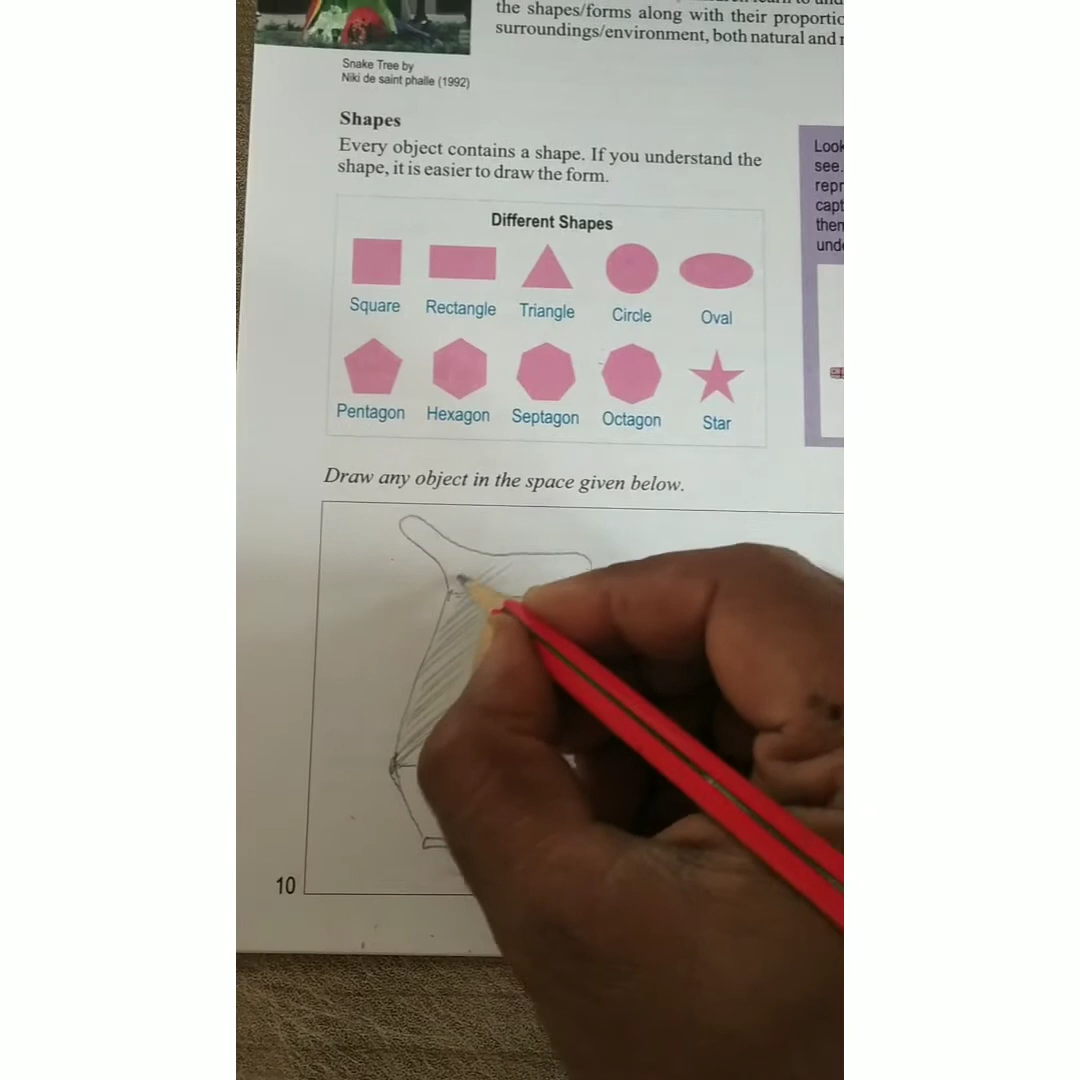 the shapes/forms along with their
surroundings/environment, both natural and
Snake Tree by
Niki de saint phalle (1992)
Shapes
Every object contains a shape. If you understand the
shape, it is easier to draw the form.
Different Shapes
Square Rectangle Triangle Circle Oval
Pentagon Hexagon Septagon Octagon Star
Draw any object in the space given below.
10
Look
see.